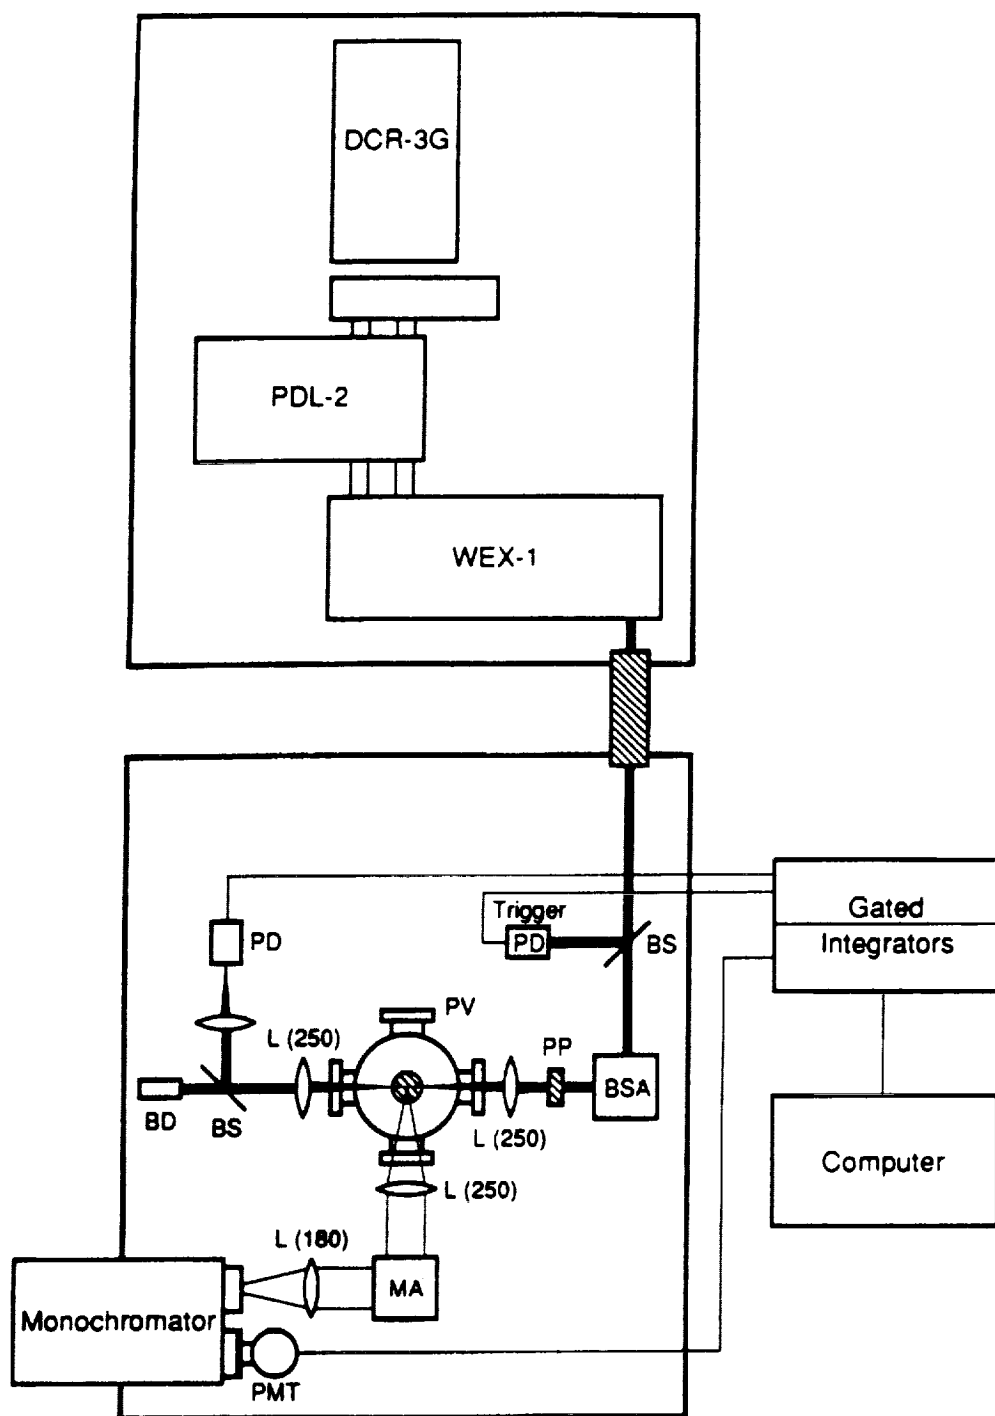 DCR-3G
PDL-2
WEX-1
Trigger
PD
BS
Gated
Integrators
PD
PV
L (250)
PP
BSA
BD
BS
L (250)
Computer
L (250)
L (180)
MA
Monochromator
PMT